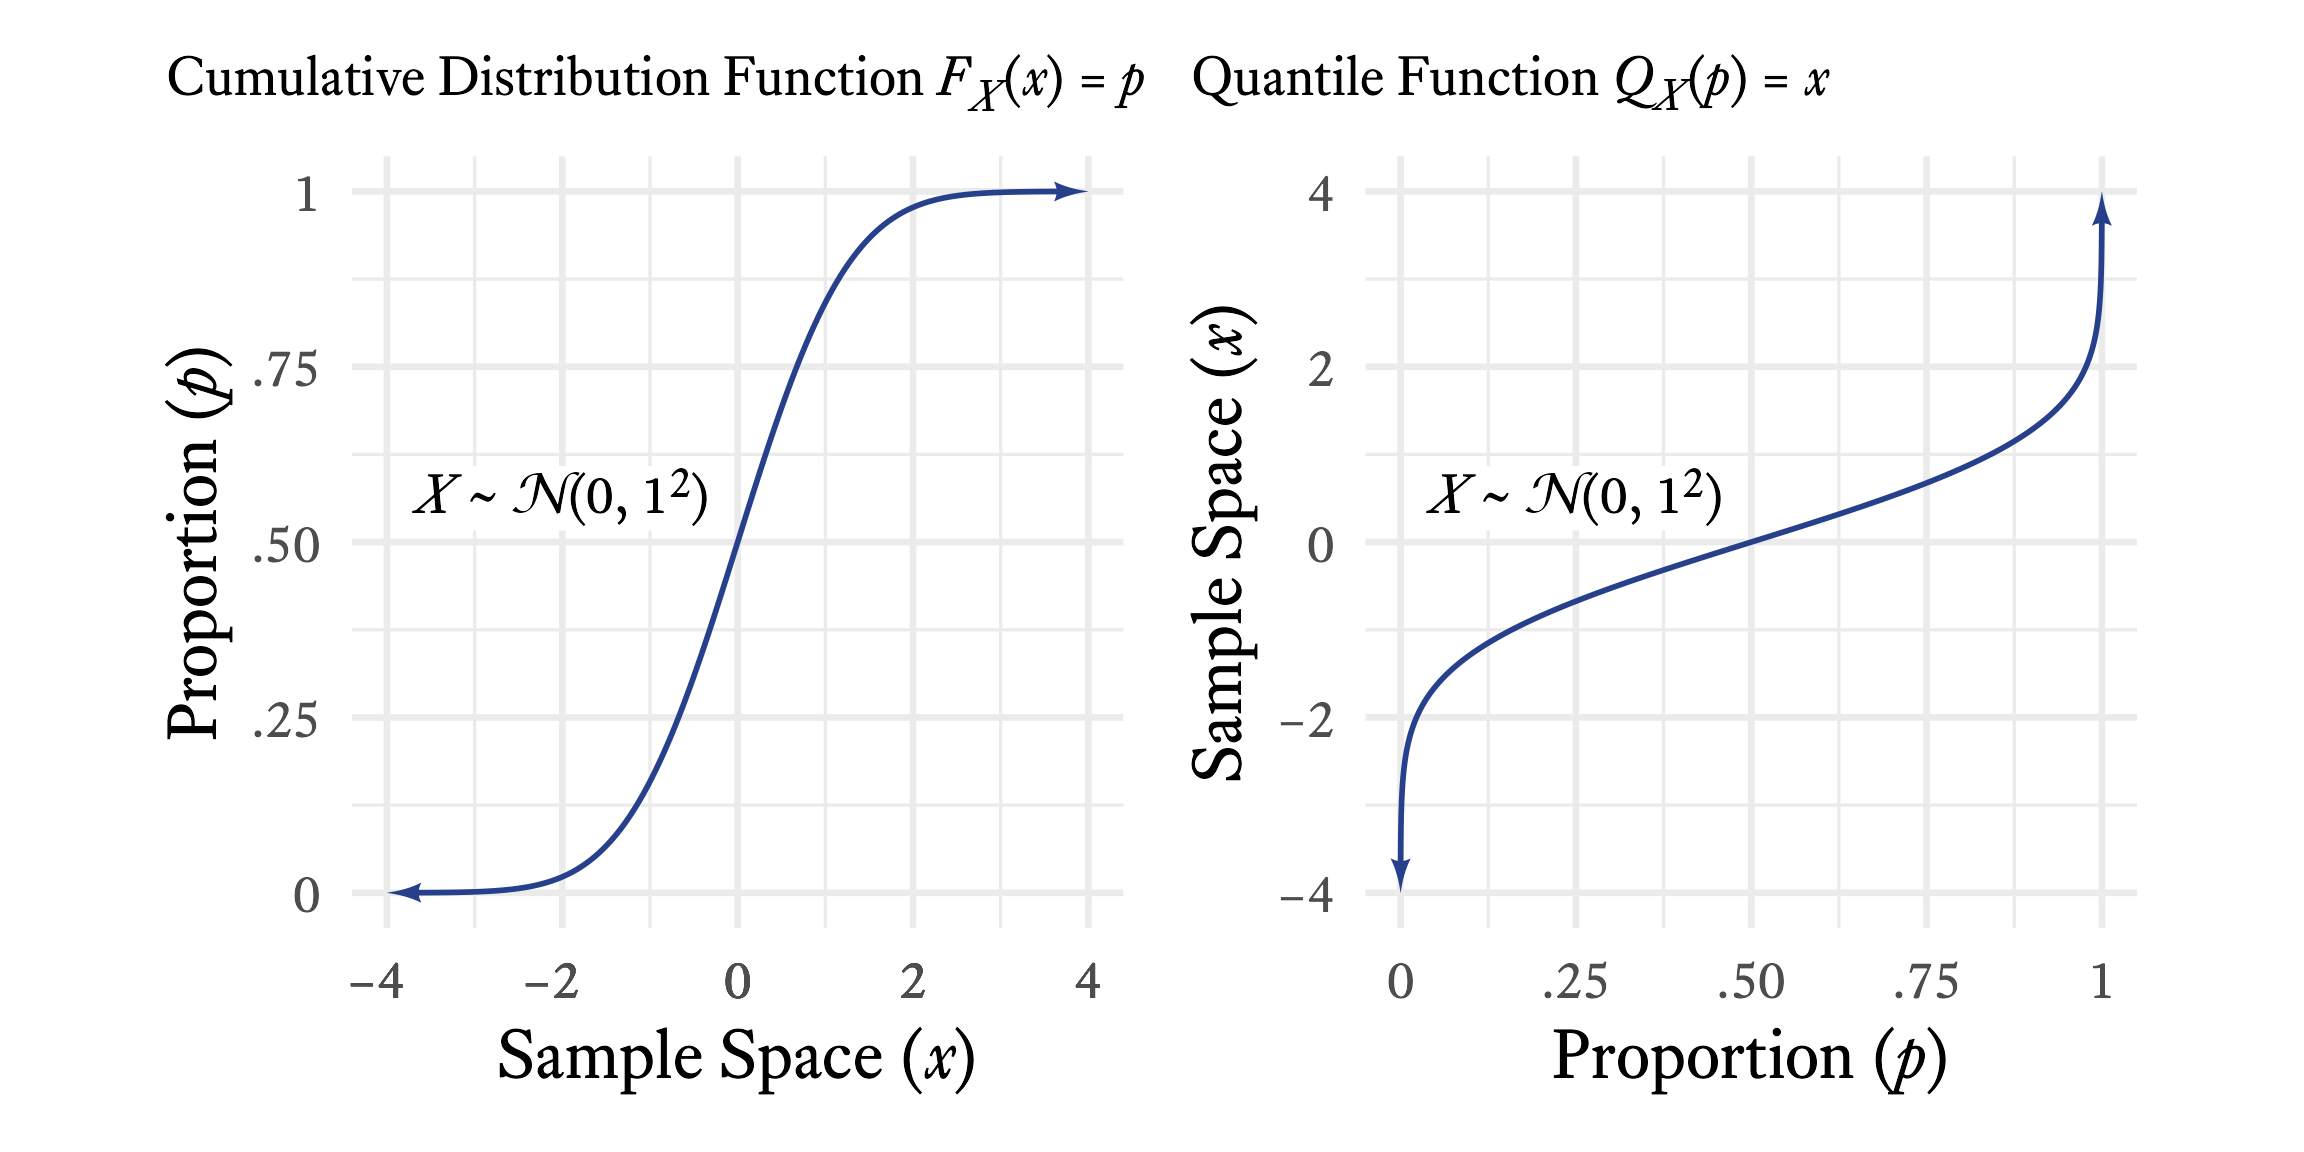 Cumulative Distribution Function F_X(x) = p
Proportion (p)
1
.75
.50
.25
0
X ~ 𝒩(0, 1²)
−4 −2 0 2 4
Sample Space (x)
Quantile Function Q_X(p) = x
Sample Space (x)
4
2
0
−2
−4
X ~ 𝒩(0, 1²)
0 .25 .50 .75 1
Proportion (p)